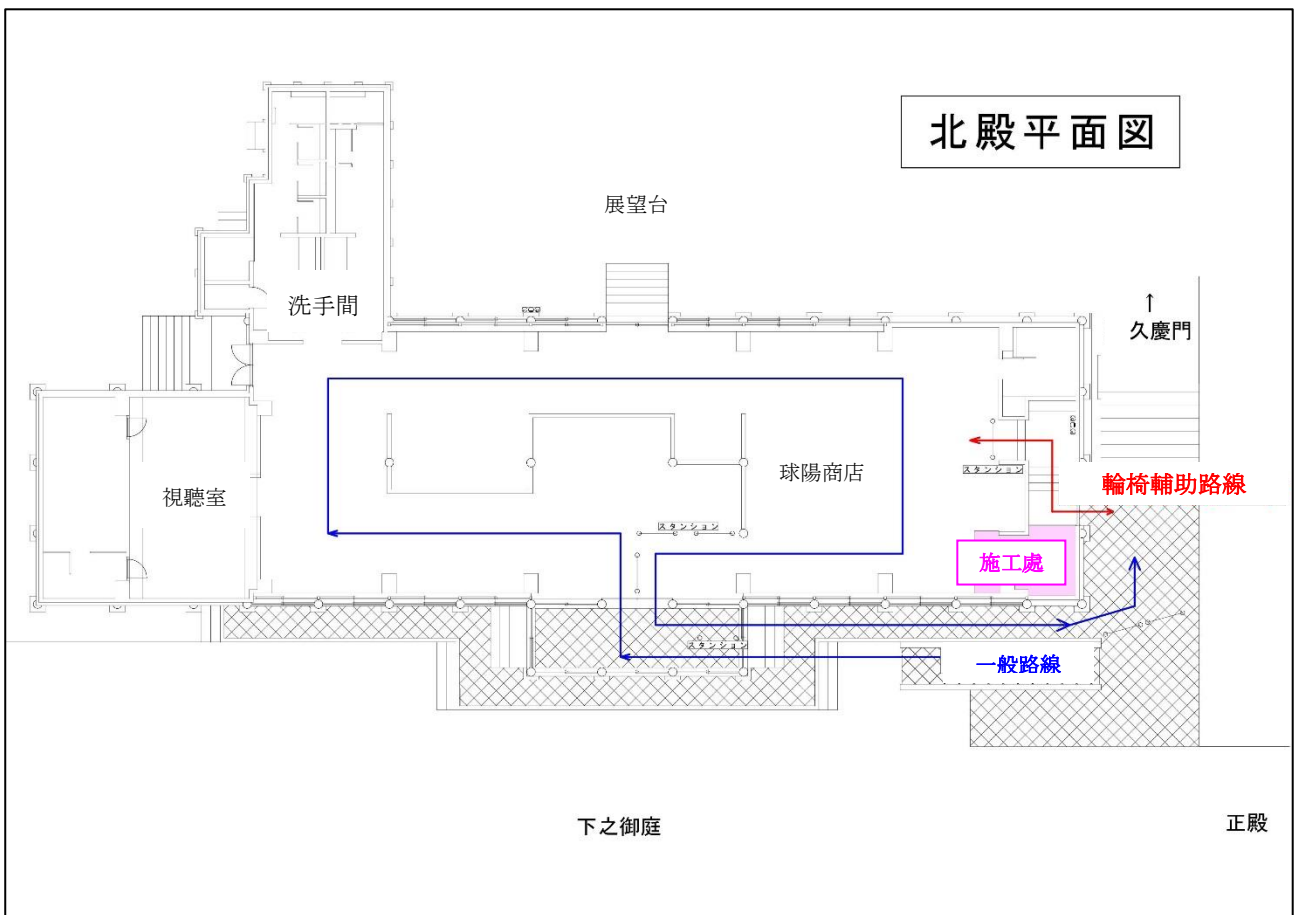 北殿平面図
展望台
洗手間
↑
久慶門
視聴室
球陽商店
スタンション
輪椅輔助路線
スタンション
施工處
スタンション
一般路線
下之御庭
正殿